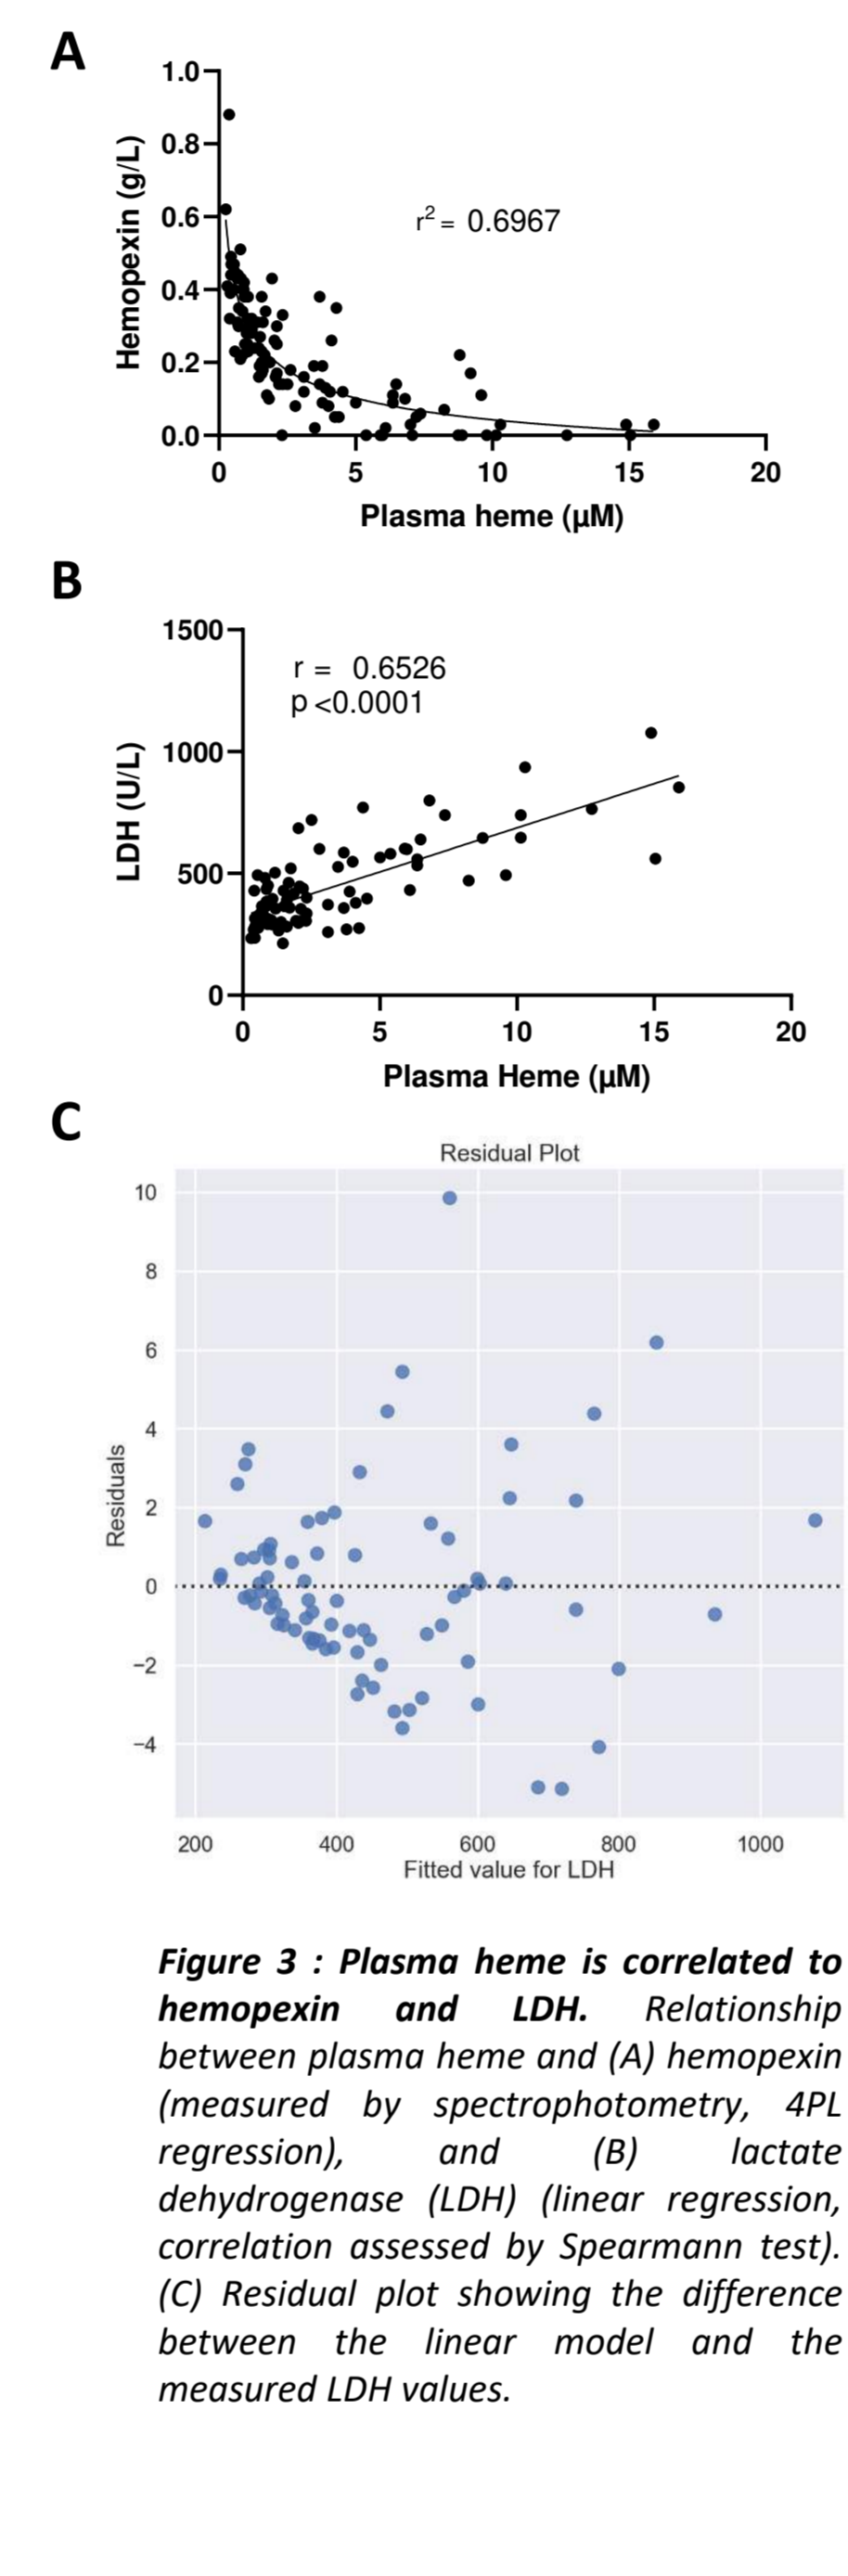 A
1.0
0.8
0.6
0.4
0.2
0.0
Hemopexin (g/L)
r2 = 0.6967
0 5 10 15 20
Plasma heme (µM)
B
1500
1000
500
0
LDH (U/L)
r = 0.6526
p <0.0001
0 5 10 15 20
Plasma Heme (µM)
C
Residual Plot
10
8
6
4
2
0
−2
−4
Residuals
200 400 600 800 1000
Fitted value for LDH
Figure 3 : Plasma heme is correlated to
hemopexin and LDH. Relationship
between plasma heme and (A) hemopexin
(measured by spectrophotometry, 4PL
regression), and (B) lactate
dehydrogenase (LDH) (linear regression,
correlation assessed by Spearmann test).
(C) Residual plot showing the difference
between the linear model and the
measured LDH values.